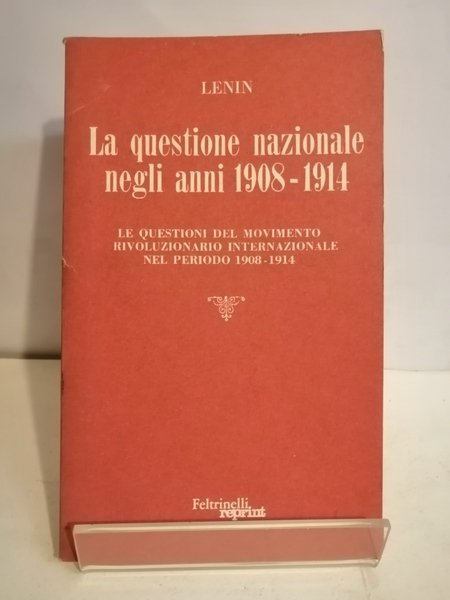 LENIN
La questione nazionale
negli anni 1908-1914
LE QUESTIONI DEL MOVIMENTO
RIVOLUZIONARIO INTERNAZIONALE
NEL PERIODO 1908-1914
Feltrinelli
reprint